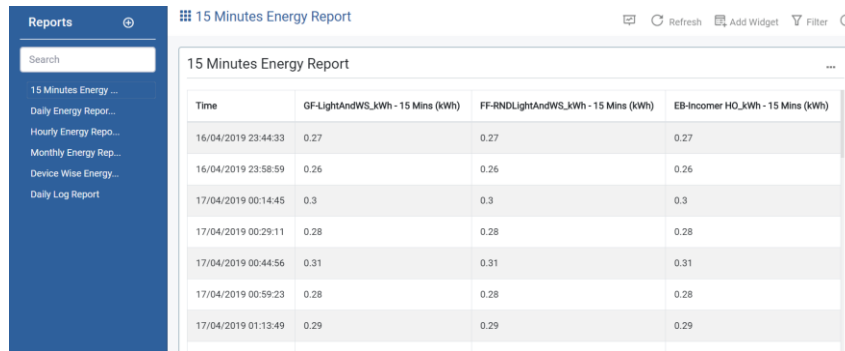 Reports
Search
15 Minutes Energy ...
Daily Energy Repor...
Hourly Energy Repo...
Monthly Energy Rep...
Device Wise Energy...
Daily Log Report
15 Minutes Energy Report
Refresh Add Widget Filter
15 Minutes Energy Report ...
Time GF-LightAndWS_kWh - 15 Mins (kWh) FF-RNDLightAndWS_kWh - 15 Mins (kWh) EB-Incomer HO_kWh - 15 Mins (kWh)
16/04/2019 23:44:33 0.27 0.27 0.27
16/04/2019 23:58:59 0.26 0.26 0.26
17/04/2019 00:14:45 0.3 0.3 0.3
17/04/2019 00:29:11 0.28 0.28 0.28
17/04/2019 00:44:56 0.31 0.31 0.31
17/04/2019 00:59:23 0.28 0.28 0.28
17/04/2019 01:13:49 0.29 0.29 0.29